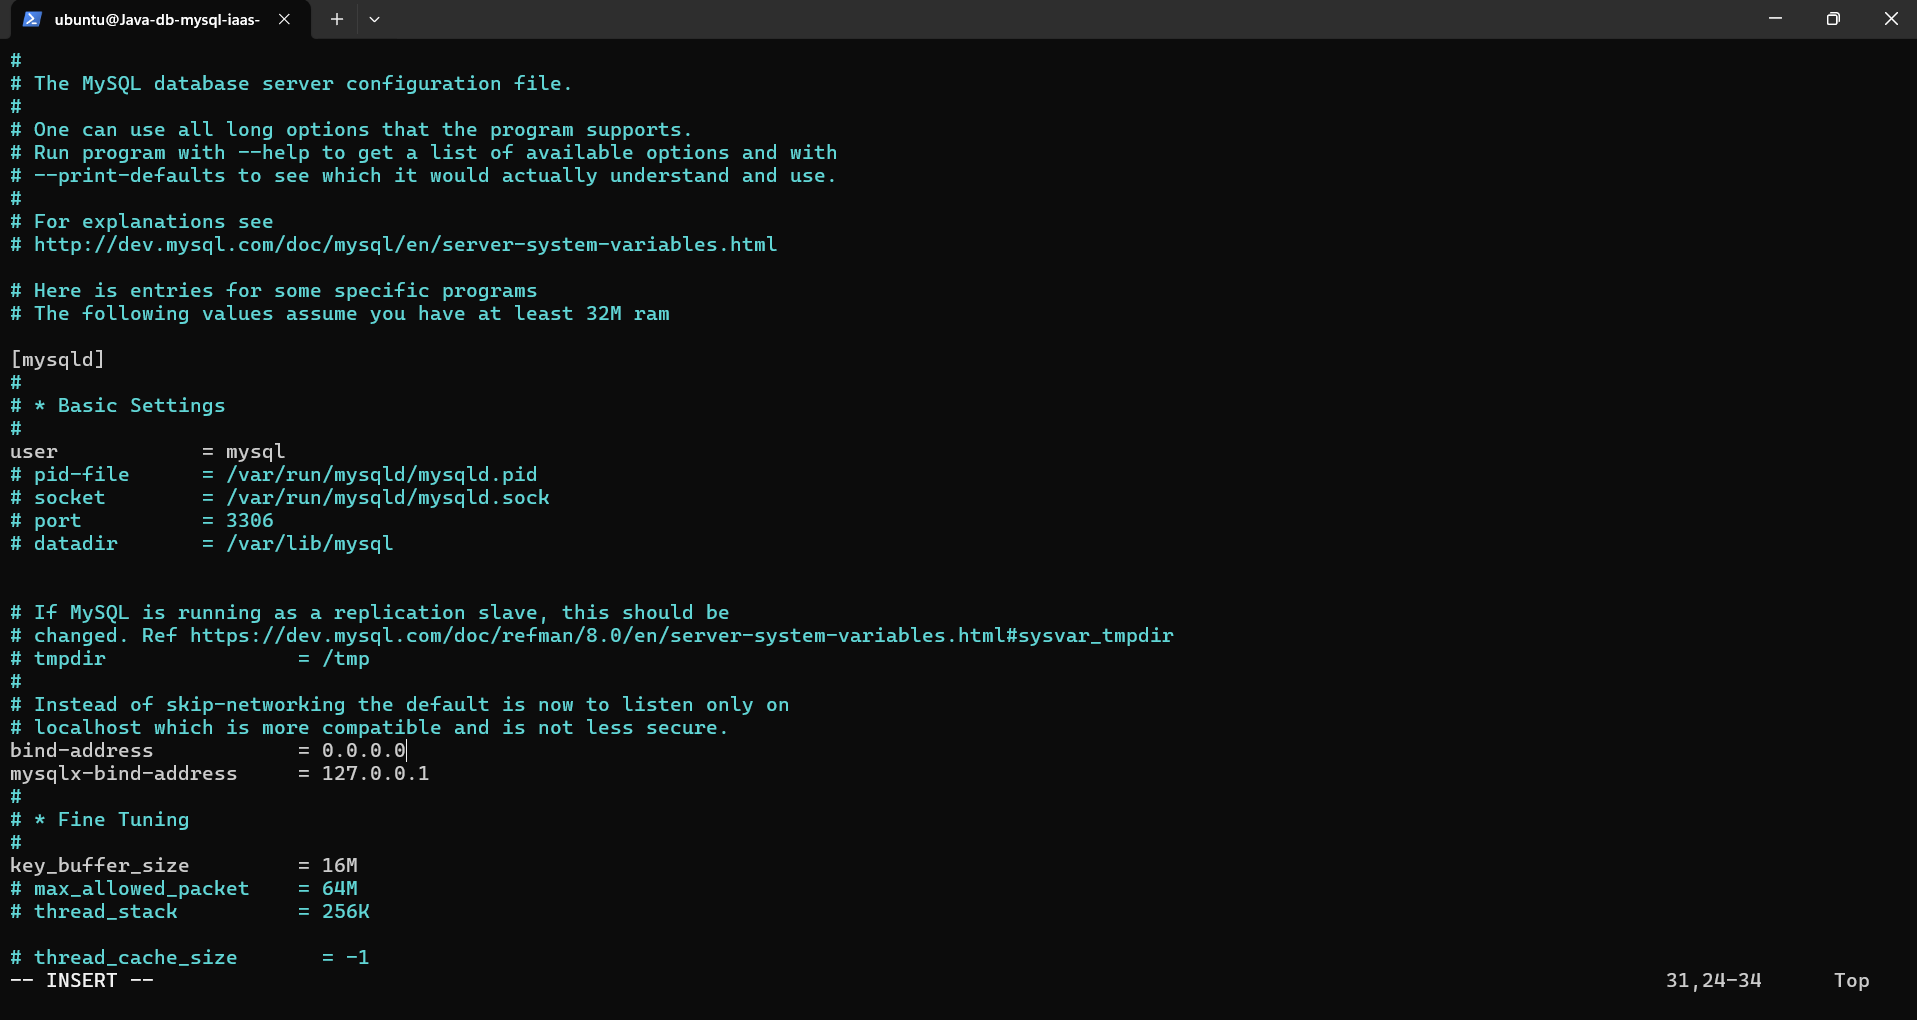 ubuntu@Java-db-mysql-iaas-
#
# The MySQL database server configuration file.
#
# One can use all long options that the program supports.
# Run program with --help to get a list of available options and with
# --print-defaults to see which it would actually understand and use.
#
# For explanations see
# http://dev.mysql.com/doc/mysql/en/server-system-variables.html
# Here is entries for some specific programs
# The following values assume you have at least 32M ram
[mysqld]
#
# * Basic Settings
#
user            = mysql
# pid-file      = /var/run/mysqld/mysqld.pid
# socket        = /var/run/mysqld/mysqld.sock
# port          = 3306
# datadir       = /var/lib/mysql
# If MySQL is running as a replication slave, this should be
# changed. Ref https://dev.mysql.com/doc/refman/8.0/en/server-system-variables.html#sysvar_tmpdir
# tmpdir                = /tmp
#
# Instead of skip-networking the default is now to listen only on
# localhost which is more compatible and is not less secure.
bind-address            = 0.0.0.0
mysqlx-bind-address     = 127.0.0.1
#
# * Fine Tuning
#
key_buffer_size         = 16M
# max_allowed_packet    = 64M
# thread_stack          = 256K
# thread_cache_size       = -1
-- INSERT -- 31,24-34 Top